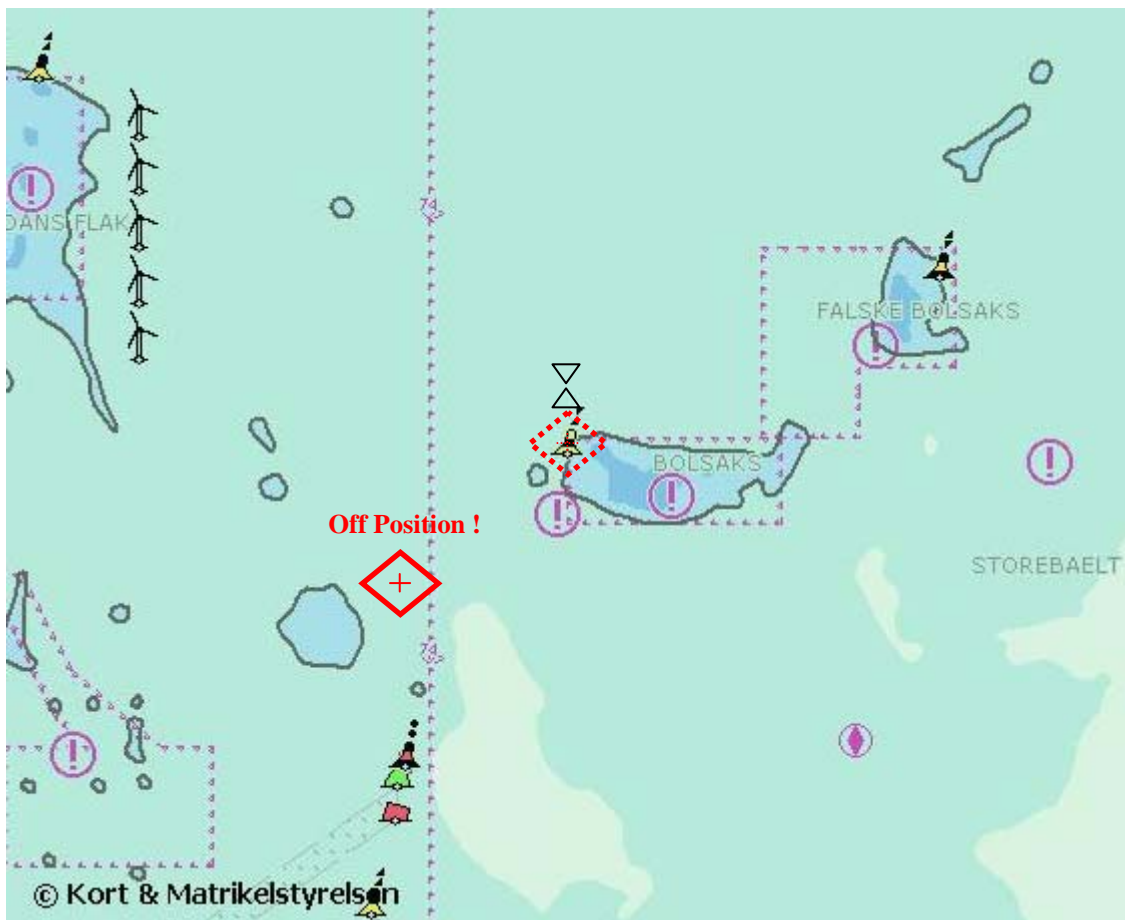 74
DANS FLAK
FALSKE BOLSAKS
BOLSAKS
Off Position !
STOREBAELT
74
© Kort & Matrikelstyrelsen